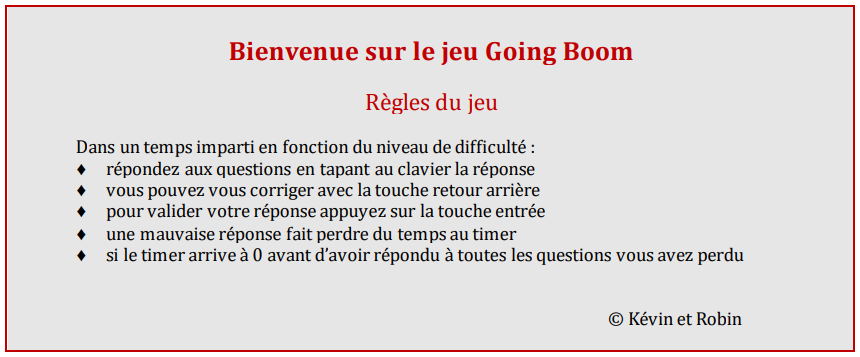 Bienvenue sur le jeu Going Boom
Règles du jeu
Dans un temps imparti en fonction du niveau de difficulté :
♦ répondez aux questions en tapant au clavier la réponse
♦ vous pouvez vous corriger avec la touche retour arrière
♦ pour valider votre réponse appuyez sur la touche entrée
♦ une mauvaise réponse fait perdre du temps au timer
♦ si le timer arrive à 0 avant d’avoir répondu à toutes les questions vous avez perdu
© Kévin et Robin